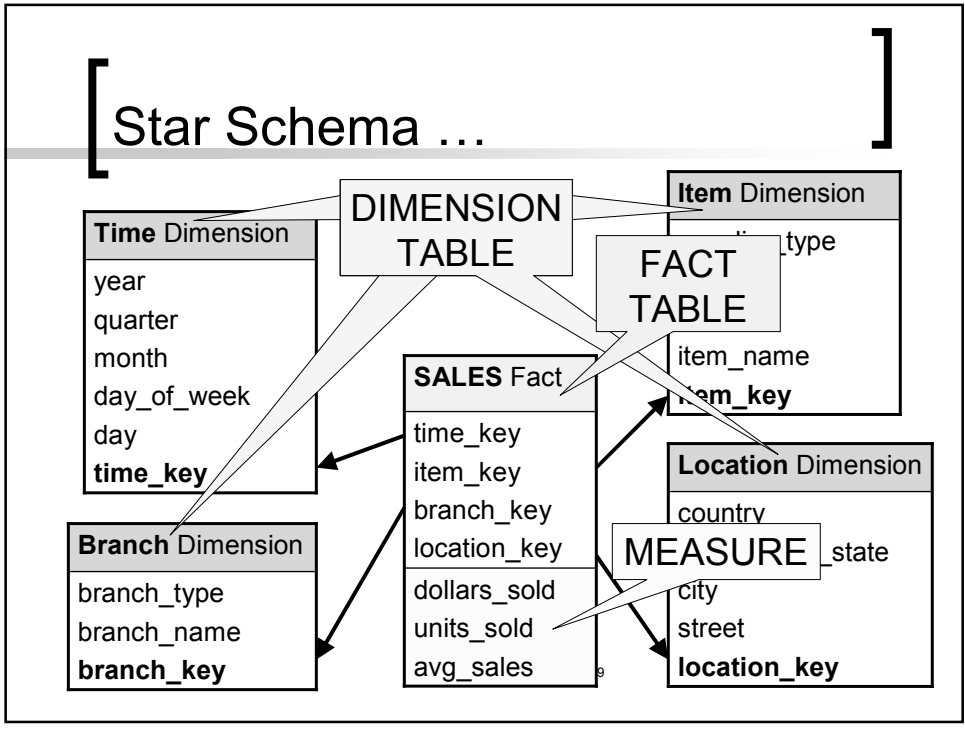 Star Schema …
DIMENSION
TABLE
Time Dimension
year
quarter
month
day_of_week
day
time_key
Item Dimension
_type
item_name
item_key
FACT
TABLE
SALES Fact
time_key
item_key
branch_key
location_key
dollars_sold
units_sold
avg_sales
Branch Dimension
branch_type
branch_name
branch_key
Location Dimension
country
_state
city
street
location_key
MEASURE
9